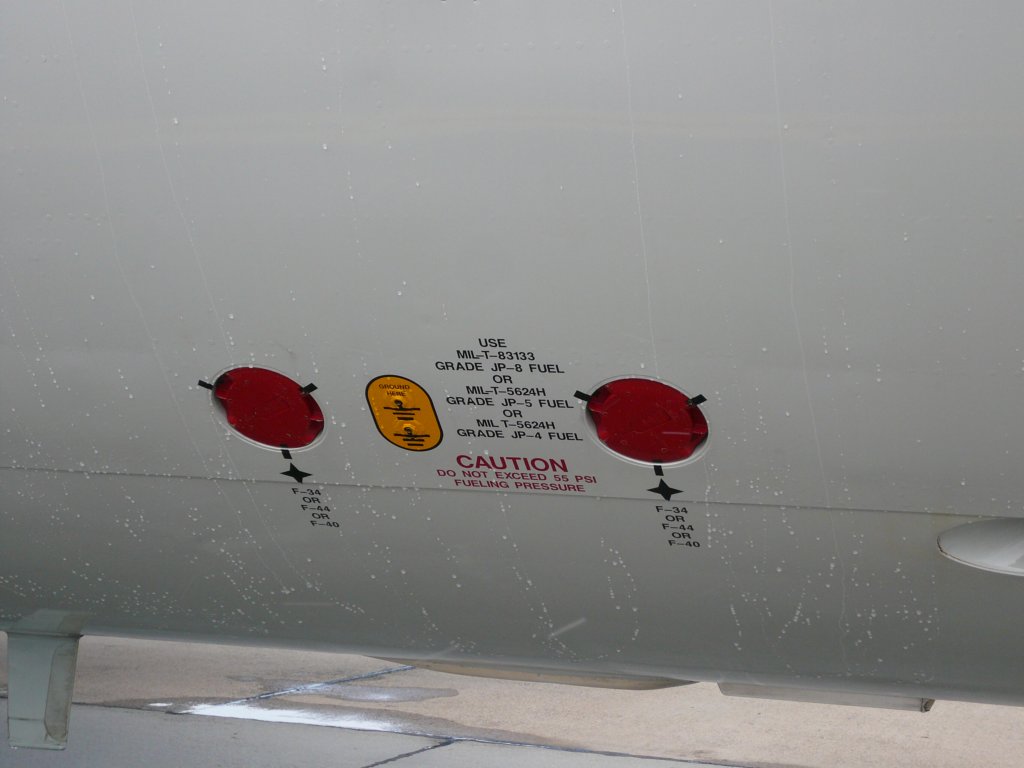 USE
MIL-T-83133
GRADE JP-8 FUEL
OR
MIL-T-5624H
GRADE JP-5 FUEL
OR
MIL T-5624H
GRADE JP-4 FUEL
CAUTION
DO NOT EXCEED 55 PSI
FUELING PRESSURE
GROUND
HERE
F-34
OR
F-44
OR
F-40
F-34
OR
F-44
OR
F-40